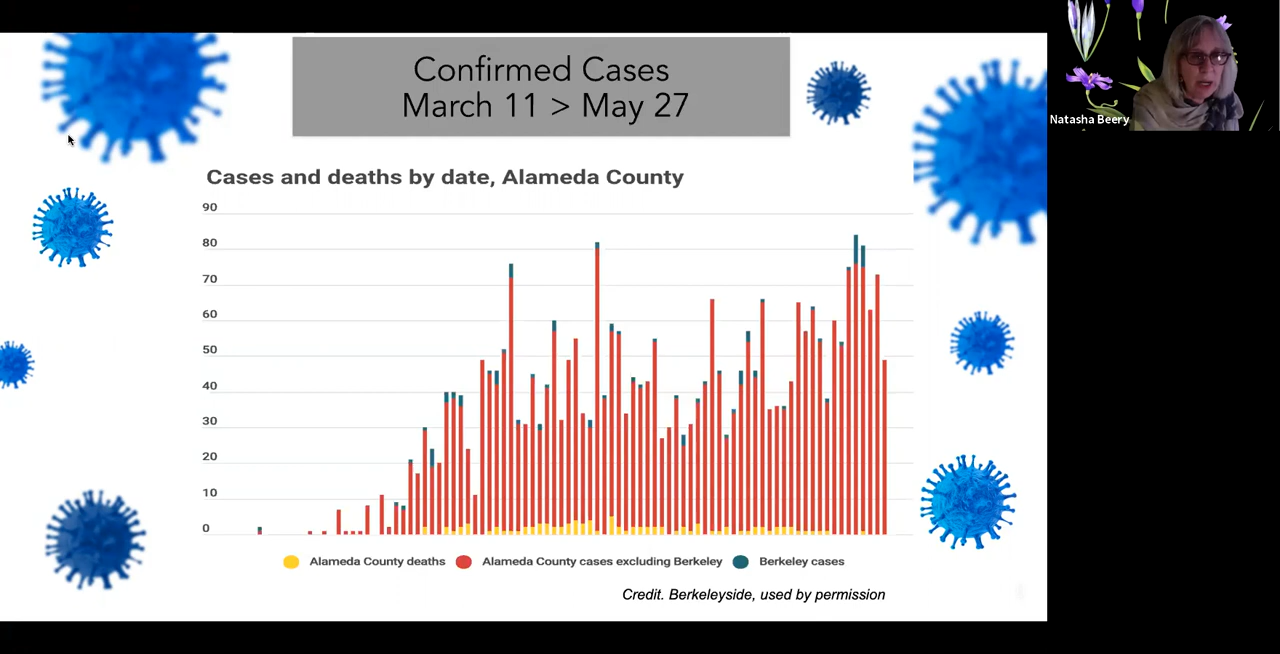 Confirmed Cases
March 11 > May 27
Natasha Beery
Cases and deaths by date, Alameda County
90
80
70
60
50
40
30
20
10
0
Alameda County deaths
Alameda County cases excluding Berkeley
Berkeley cases
Credit. Berkeleyside, used by permission